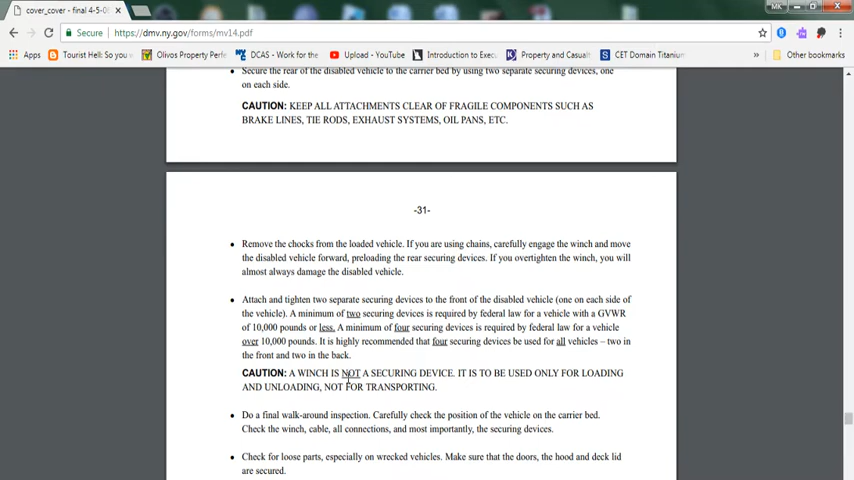 cover_cover - final 4-5-0
MK
Secure
https://dmv.ny.gov/forms/mv14.pdf
Apps
Tourist Hell: So you w
Olivos Property Perfe
DCAS - Work for the
Upload - YouTube
Introduction to Execu
Property and Casualt
CET Domain Titanium
Other bookmarks
Secure the rear of the disabled vehicle to the carrier bed by using two separate securing devices, one
on each side.
CAUTION: KEEP ALL ATTACHMENTS CLEAR OF FRAGILE COMPONENTS SUCH AS
BRAKE LINES, TIE RODS, EXHAUST SYSTEMS, OIL PANS, ETC.
-31-
Remove the chocks from the loaded vehicle. If you are using chains, carefully engage the winch and move
the disabled vehicle forward, preloading the rear securing devices. If you overtighten the winch, you will
almost always damage the disabled vehicle.
Attach and tighten two separate securing devices to the front of the disabled vehicle (one on each side of
the vehicle). A minimum of two securing devices is required by federal law for a vehicle with a GVWR
of 10,000 pounds or less. A minimum of four securing devices is required by federal law for a vehicle
over 10,000 pounds. It is highly recommended that four securing devices be used for all vehicles – two in
the front and two in the back.
CAUTION: A WINCH IS NOT A SECURING DEVICE. IT IS TO BE USED ONLY FOR LOADING
AND UNLOADING, NOT FOR TRANSPORTING.
Do a final walk-around inspection. Carefully check the position of the vehicle on the carrier bed.
Check the winch, cable, all connections, and most importantly, the securing devices.
Check for loose parts, especially on wrecked vehicles. Make sure that the doors, the hood and deck lid
are secured.